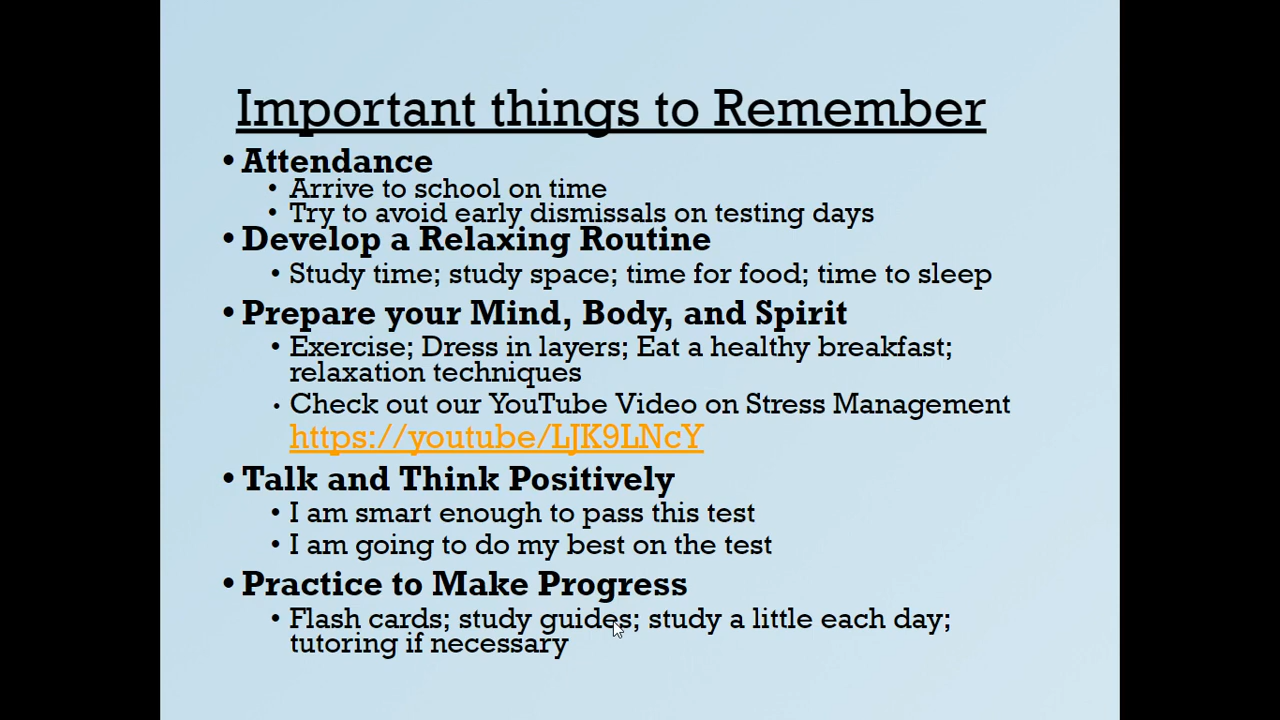 Important things to Remember
• Attendance
• Arrive to school on time
• Try to avoid early dismissals on testing days
• Develop a Relaxing Routine
• Study time; study space; time for food; time to sleep
• Prepare your Mind, Body, and Spirit
• Exercise; Dress in layers; Eat a healthy breakfast;
relaxation techniques
• Check out our YouTube Video on Stress Management
https://youtube/LJK9LNcY
• Talk and Think Positively
• I am smart enough to pass this test
• I am going to do my best on the test
• Practice to Make Progress
• Flash cards; study guides; study a little each day;
tutoring if necessary